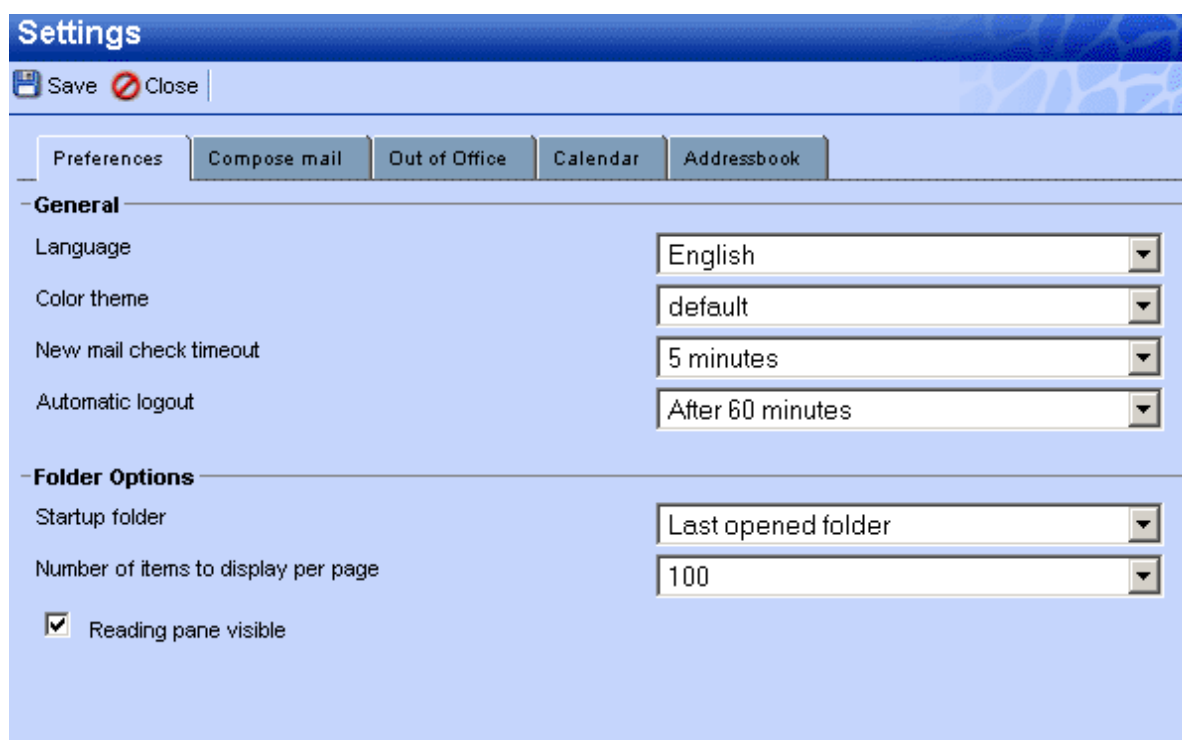 Settings
Save Close
Preferences Compose mail Out of Office Calendar Addressbook
General
Language English
Color theme default
New mail check timeout 5 minutes
Automatic logout After 60 minutes
Folder Options
Startup folder Last opened folder
Number of items to display per page 100
Reading pane visible